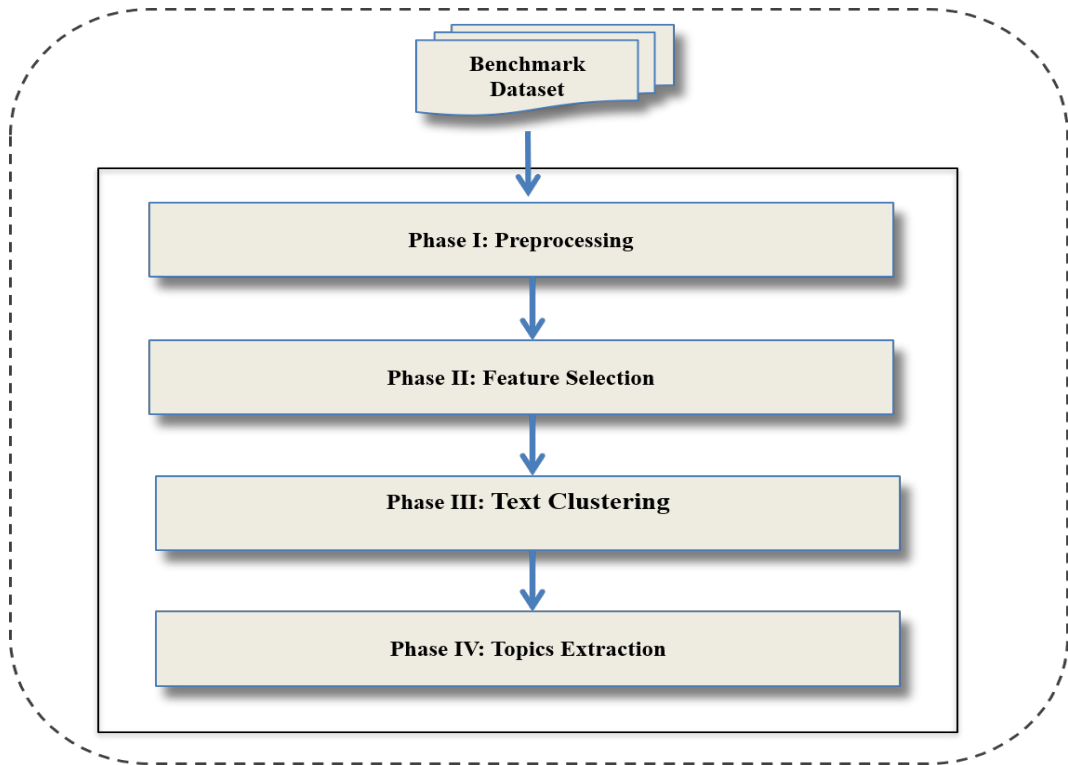 Benchmark
Dataset
Phase I: Preprocessing
Phase II: Feature Selection
Phase III: Text Clustering
Phase IV: Topics Extraction